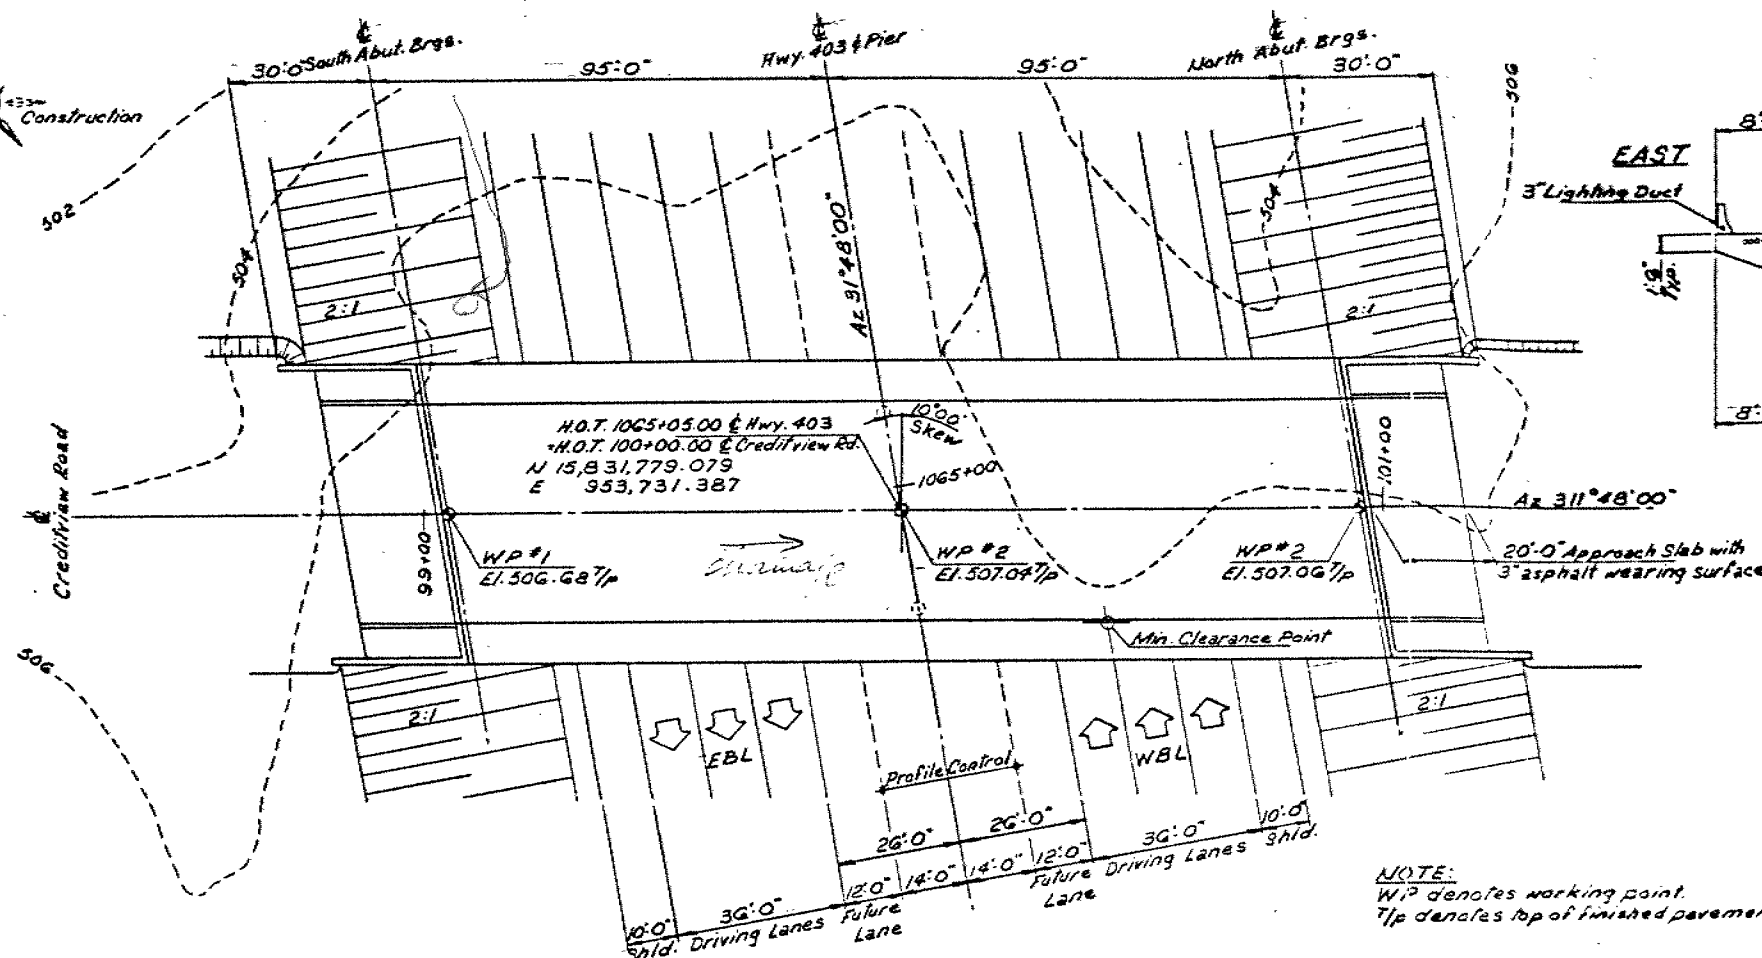 30'-0" South Abut. Brgs.
95'-0"
Hwy. 403 ℄ Pier
95'-0"
North Abut. Brgs.
30'-0"
Construction
502
504
506
504
EAST
8'
3" Lighting Duct
Typ.
2:1
Az 31°48'00"
2:1
H.O.T. 1065+05.00 ℄ Hwy. 403
=H.O.T. 100+00.00 ℄ Creditview Rd.
N 15,831,779.079
E 953,731.387
10°00'
Skew
1065+00
101+00
8'
℄ Creditview Road
Az 311°48'00"
99+00
WP #1
El. 506.68 T/p
WP #2
El. 507.04 T/p
WP #2
El. 507.06 T/p
20'-0" Approach Slab with
3" asphalt wearing surface
Min. Clearance Point
506
2:1
EBL
WBL
2:1
Profile Control
26'-0"
26'-0"
10'-0" Shld.
36'-0" Driving Lanes
12'-0" Future Lane
14'-0"
14'-0"
12'-0" Future Lane
36'-0" Driving Lanes
10'-0" Shld.
NOTE:
WP denotes working point.
T/p denotes top of finished pavemen